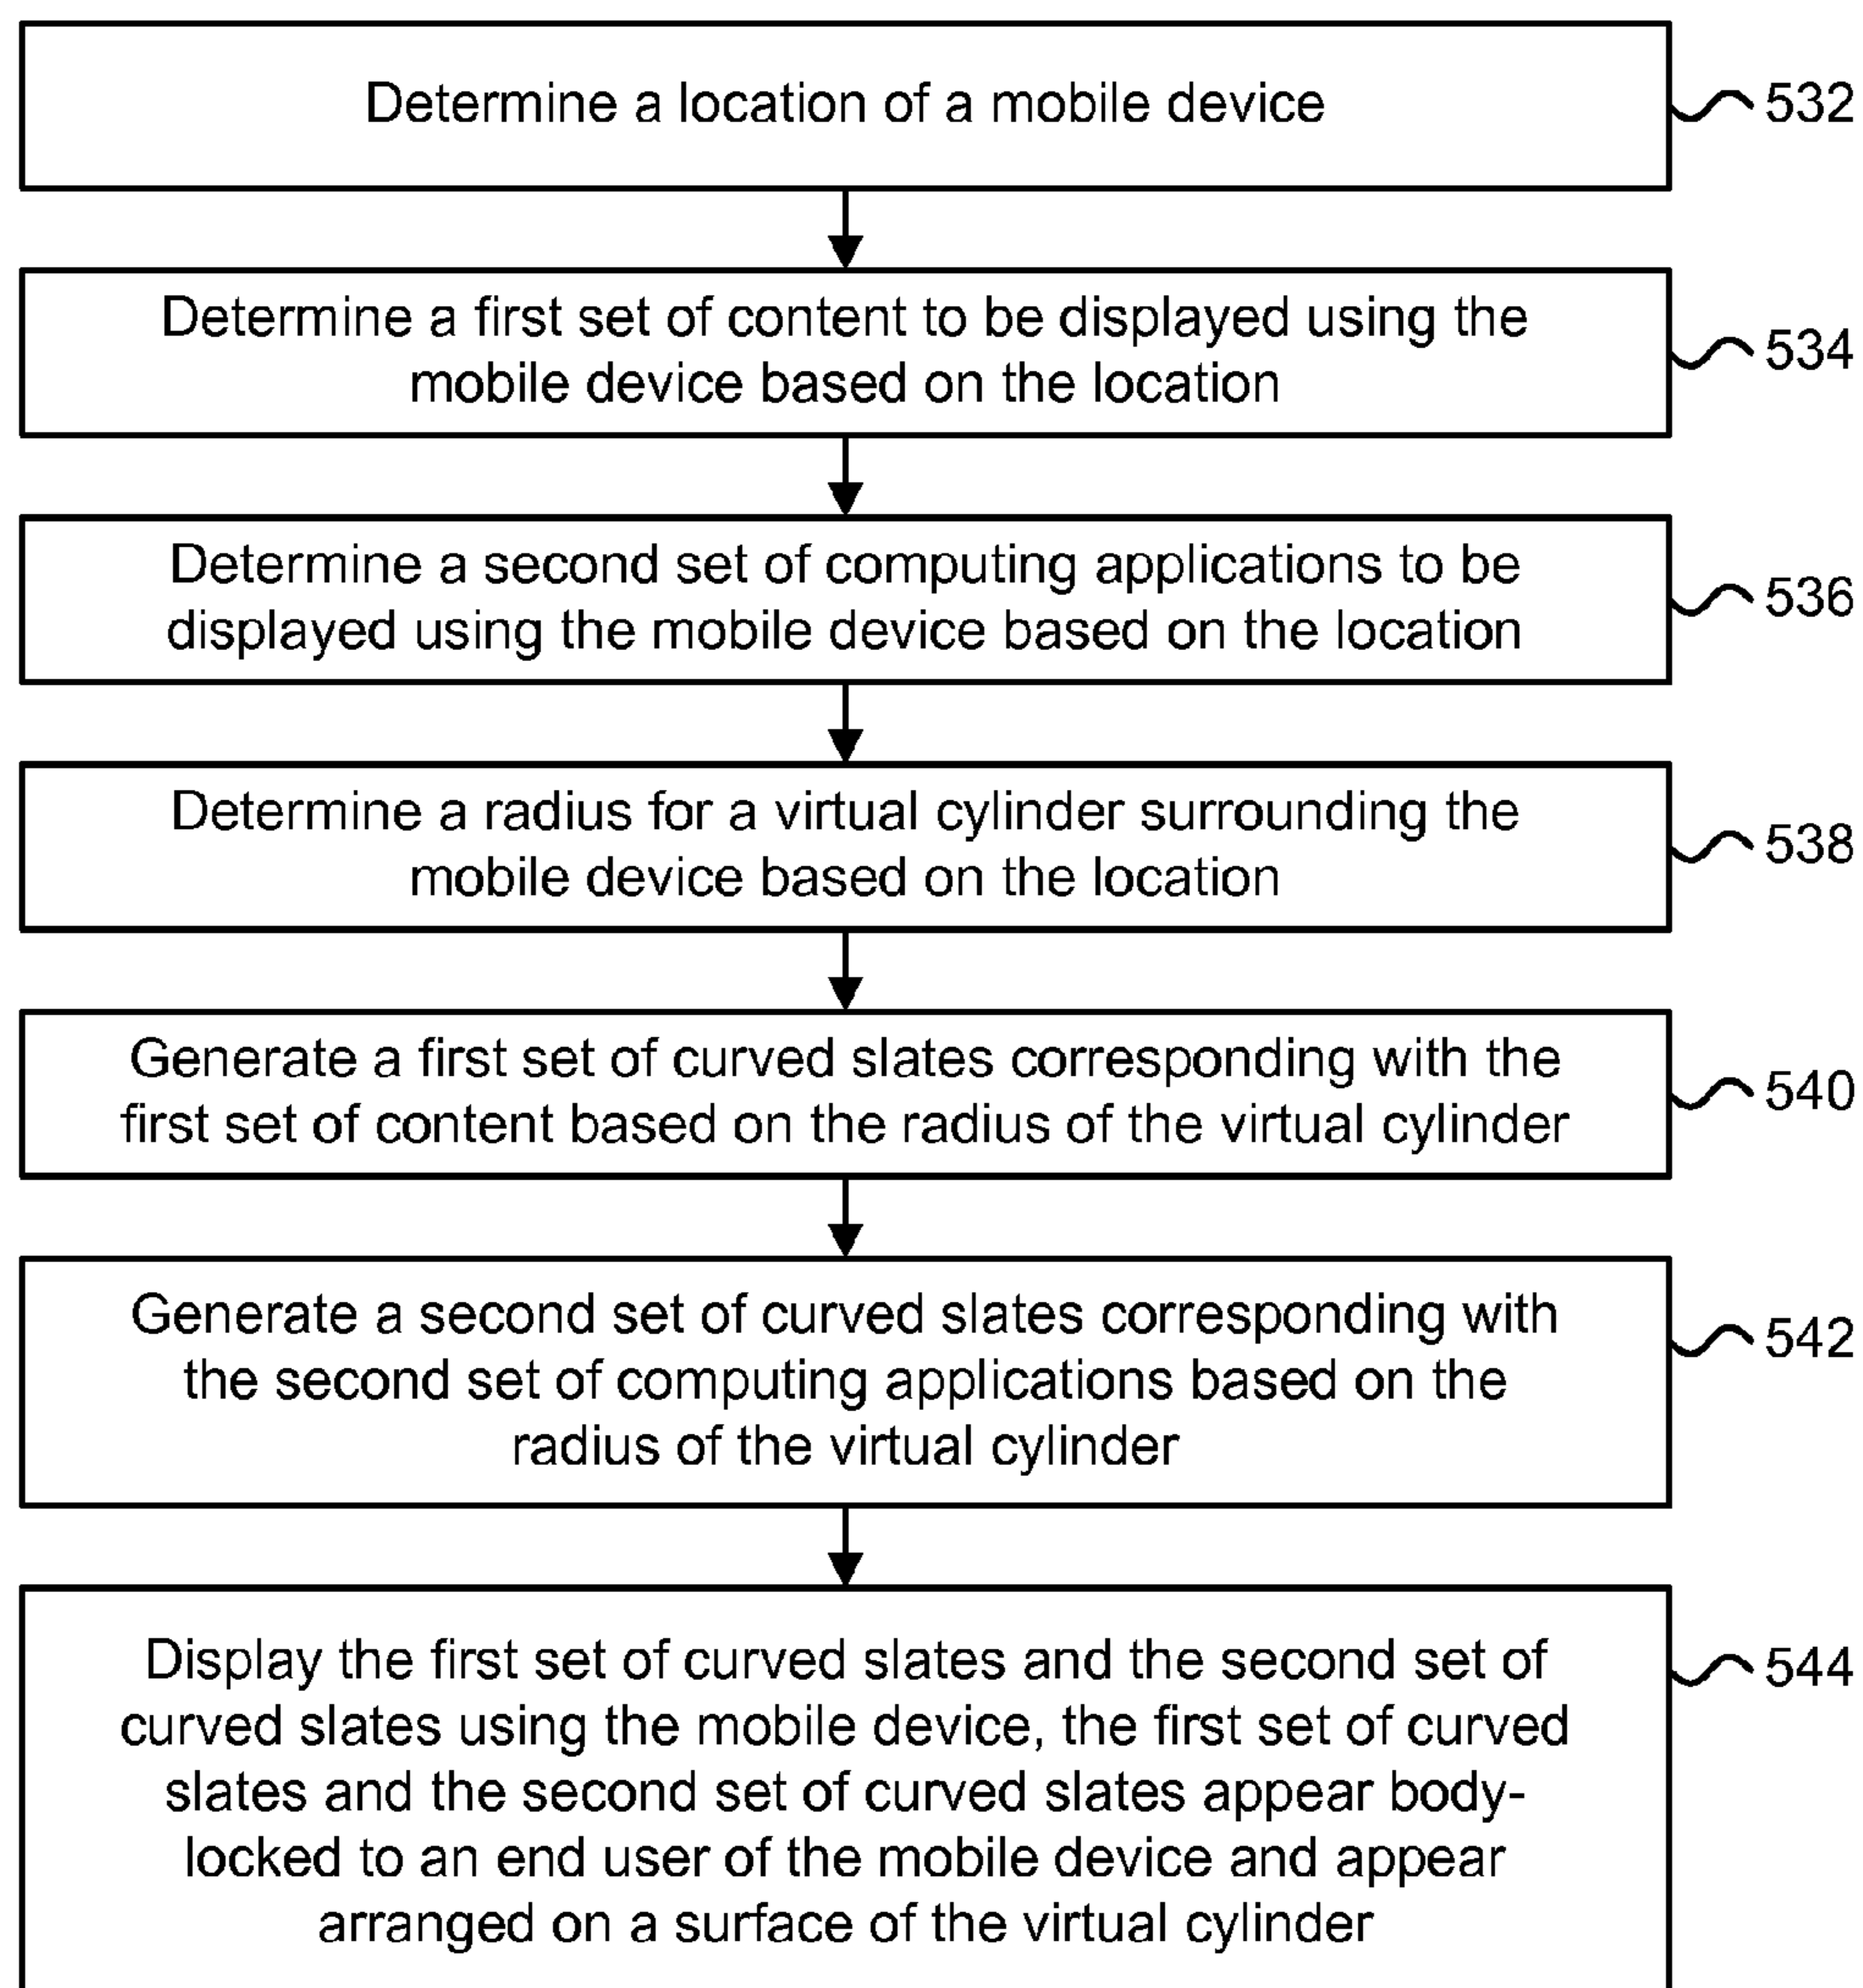 Determine a location of a mobile device
532
Determine a first set of content to be displayed using the
mobile device based on the location
534
Determine a second set of computing applications to be
displayed using the mobile device based on the location
536
Determine a radius for a virtual cylinder surrounding the
mobile device based on the location
538
Generate a first set of curved slates corresponding with the
first set of content based on the radius of the virtual cylinder
540
Generate a second set of curved slates corresponding with
the second set of computing applications based on the
radius of the virtual cylinder
542
Display the first set of curved slates and the second set of
curved slates using the mobile device, the first set of curved
slates and the second set of curved slates appear body-
locked to an end user of the mobile device and appear
arranged on a surface of the virtual cylinder
544